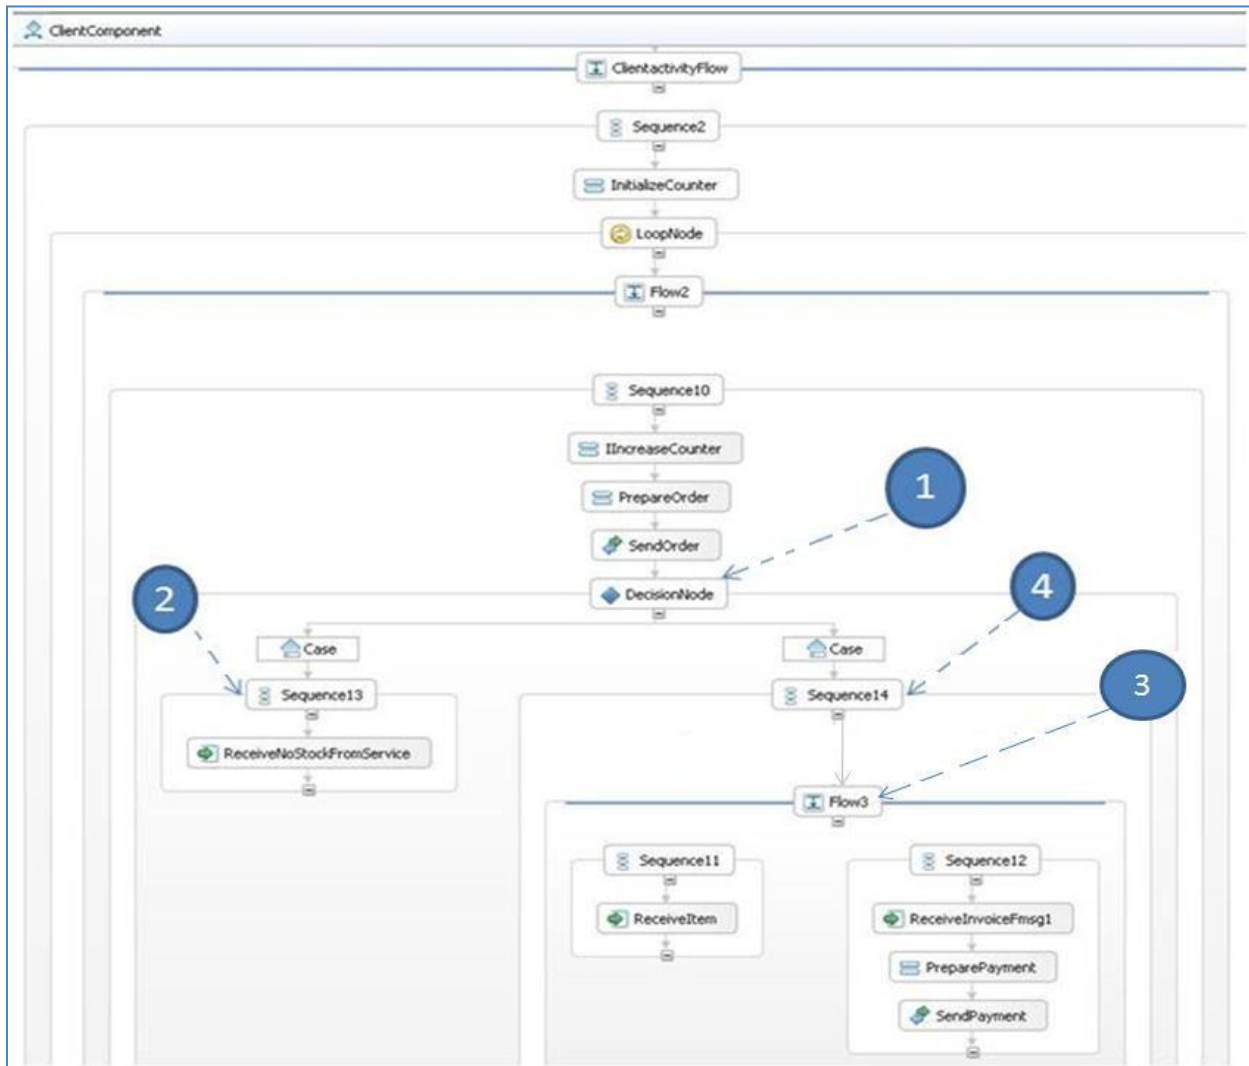 ClientComponent
ClientactivityFlow
Sequence2
InitializeCounter
LoopNode
Flow2
Sequence10
IIncreaseCounter
1
PrepareOrder
SendOrder
DecisionNode
2
4
Case
Case
Sequence13
Sequence14
3
ReceiveNoStockFromService
Flow3
Sequence11
Sequence12
ReceiveItem
ReceiveInvoiceFmsg1
PreparePayment
SendPayment